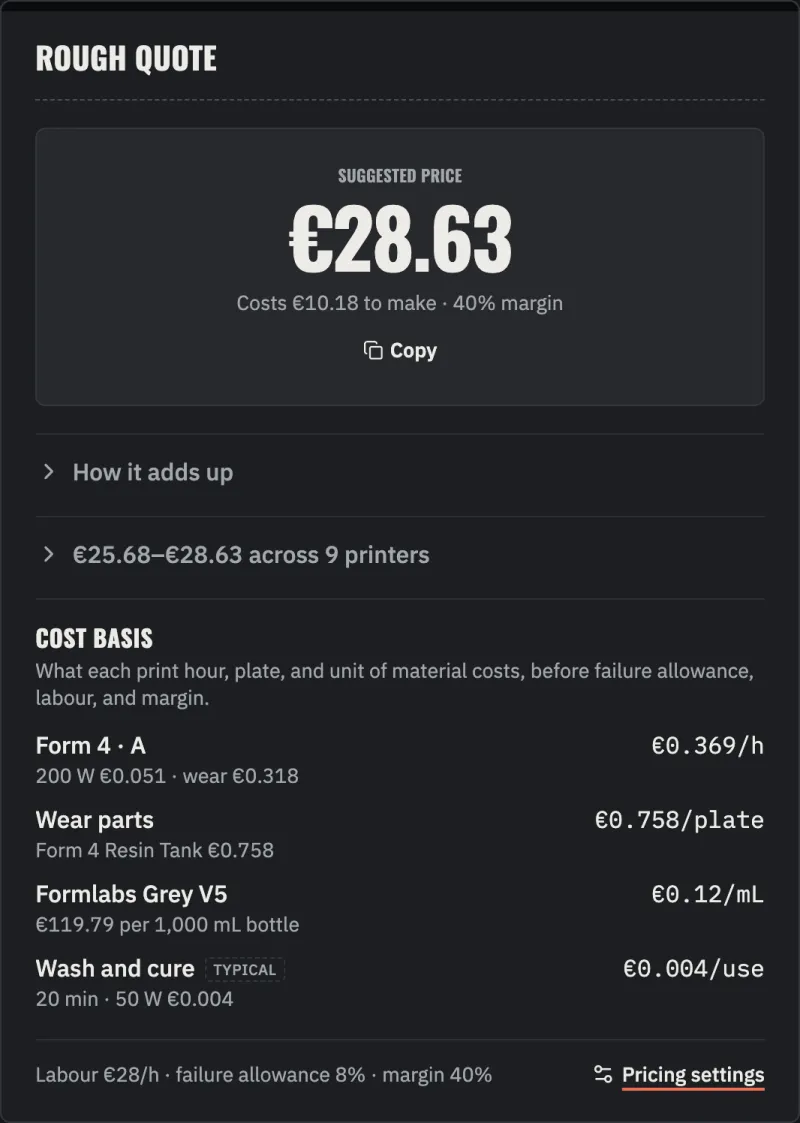 ROUGH QUOTE
SUGGESTED PRICE
€28.63
Costs €10.18 to make · 40% margin
Copy
How it adds up
€25.68–€28.63 across 9 printers
COST BASIS
What each print hour, plate, and unit of material costs, before failure allowance,
labour, and margin.
Form 4 · A €0.369/h
200 W €0.051 · wear €0.318
Wear parts €0.758/plate
Form 4 Resin Tank €0.758
Formlabs Grey V5 €0.12/mL
€119.79 per 1,000 mL bottle
Wash and cure TYPICAL €0.004/use
20 min · 50 W €0.004
Labour €28/h · failure allowance 8% · margin 40% Pricing settings